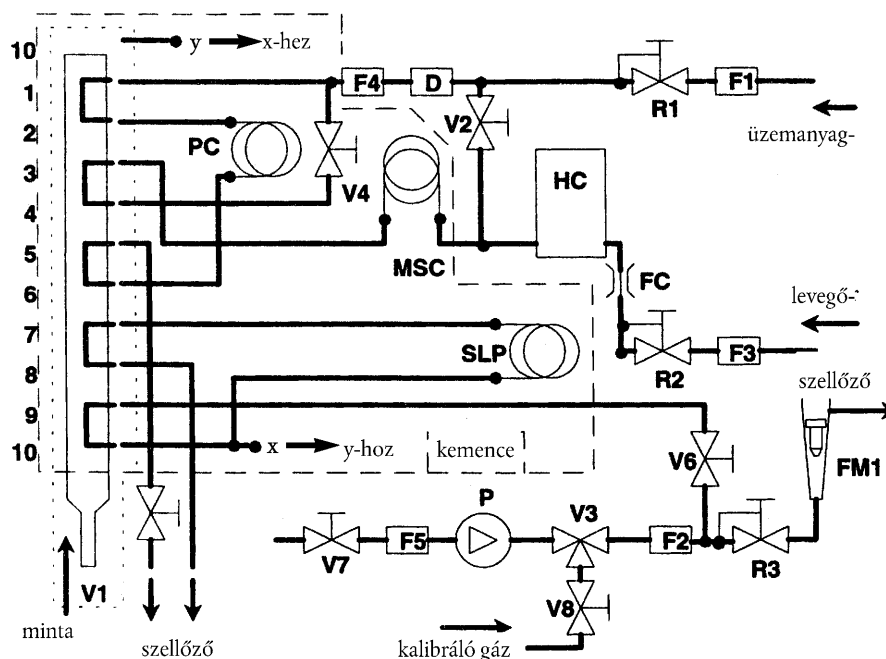 10
y
x-hez
1
F4
D
F1
R1
üzemanyag-
2
PC
V2
V4
HC
3
4
MSC
5
FC
6
levegő-
7
SLP
R2
F3
8
szellőző
9
10
x
y-hoz
kemence
V6
FM1
P
V3
F5
F2
V7
R3
V1
V8
minta
szellőző
kalibráló gáz